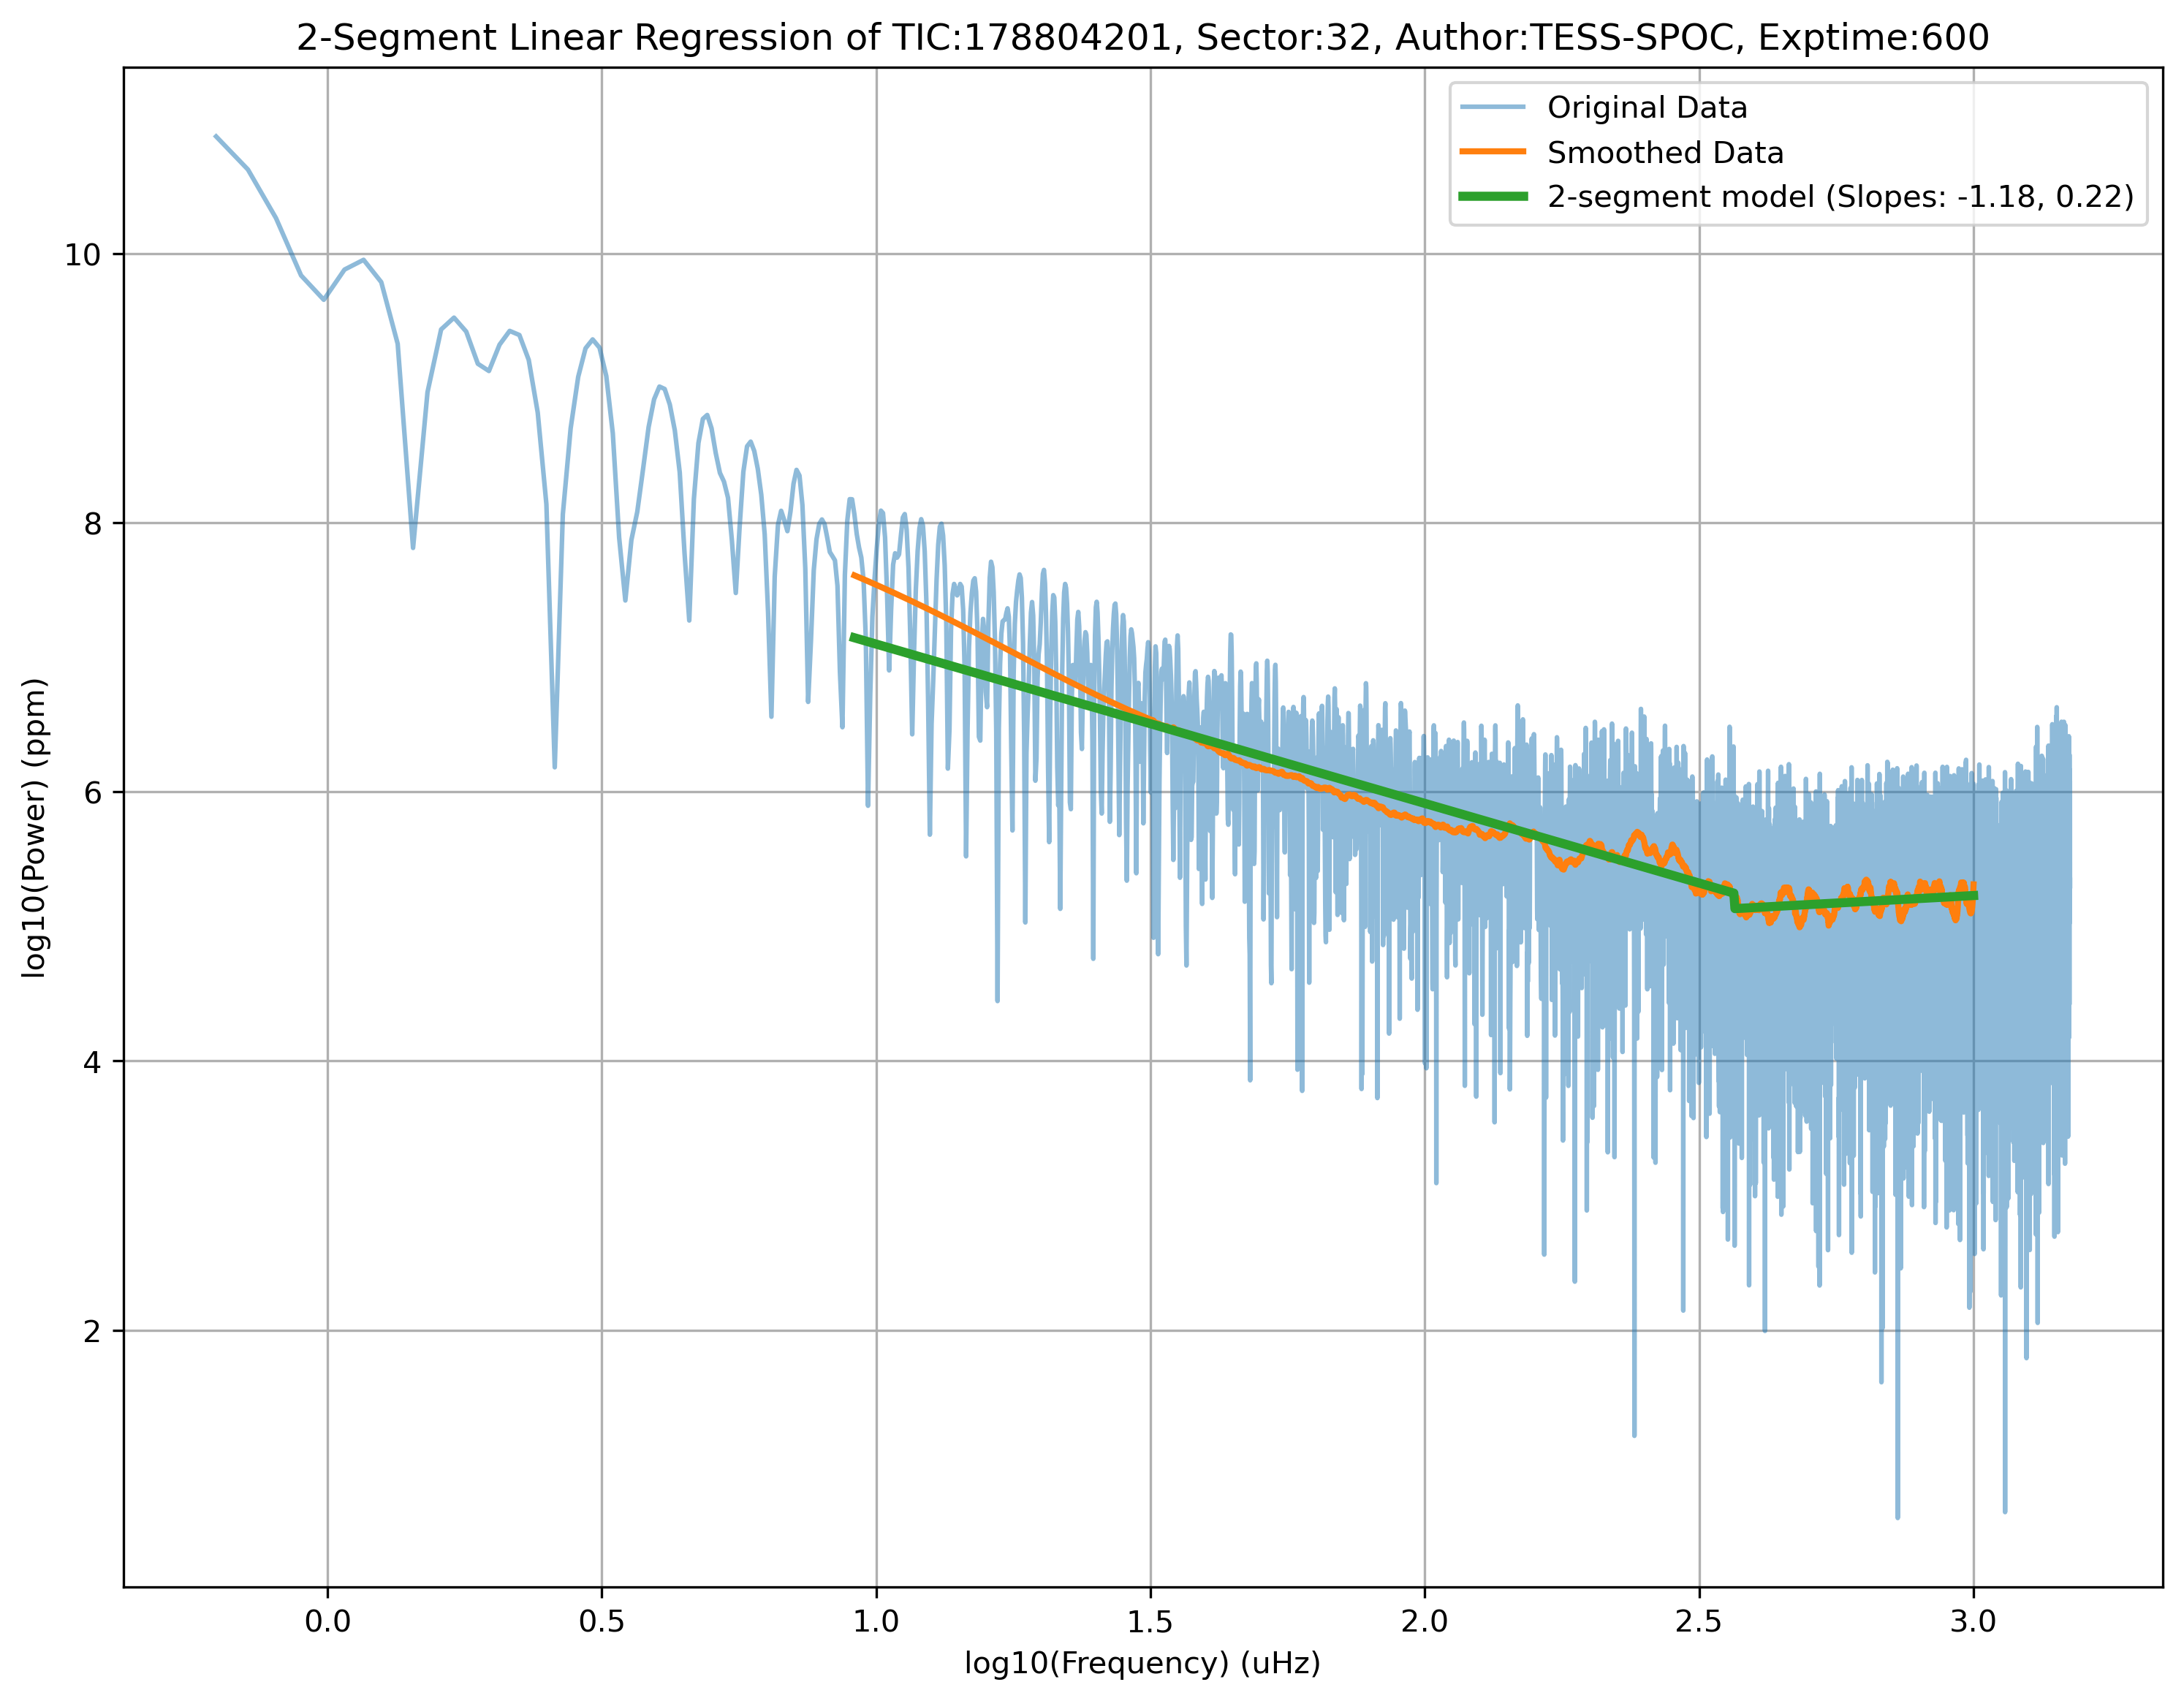 2-Segment Linear Regression of TIC:178804201, Sector:32, Author:TESS-SPOC, Exptime:600
Original Data
Smoothed Data
2-segment model (Slopes: -1.18, 0.22)
log10(Power) (ppm)
10
8
6
4
2
0.0 0.5 1.0 1.5 2.0 2.5 3.0
log10(Frequency) (uHz)